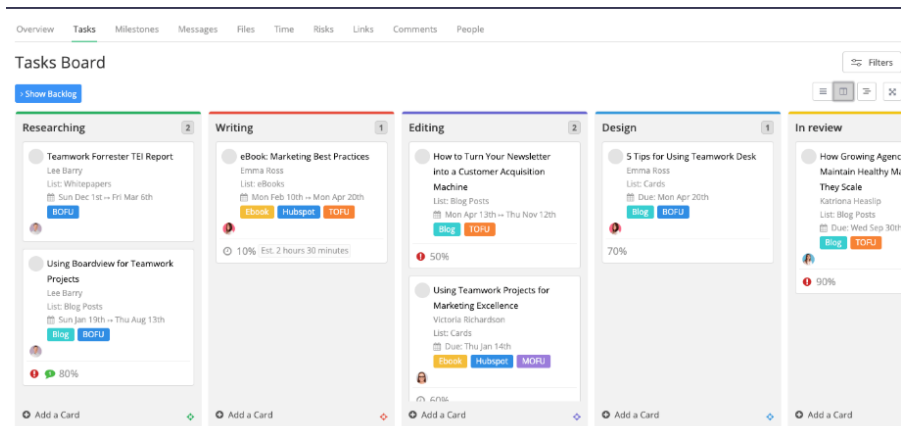 Overview Tasks Milestones Messages Files Time Risks Links Comments People
Tasks Board
Filters
› Show Backlog
Researching 2
Teamwork Forrester TEI Report
Lee Barry
List: Whitepapers
Sun Dec 1st ↔ Fri Mar 6th
BOFU
Using Boardview for Teamwork
Projects
Lee Barry
List: Blog Posts
Sun Jan 19th ↔ Thu Aug 13th
Blog BOFU
80%
Add a Card
Writing 1
eBook: Marketing Best Practices
Emma Ross
List: eBooks
Mon Feb 10th ↔ Mon Apr 20th
Ebook Hubspot TOFU
10% Est. 2 hours 30 minutes
Add a Card
Editing 2
How to Turn Your Newsletter
into a Customer Acquisition
Machine
List: Blog Posts
Mon Apr 13th ↔ Thu Nov 12th
Blog TOFU
50%
Using Teamwork Projects for
Marketing Excellence
Victoria Richardson
List: Cards
Due: Thu Jan 14th
Ebook Hubspot MOFU
60%
Add a Card
Design 1
5 Tips for Using Teamwork Desk
Emma Ross
List: Cards
Due: Mon Apr 20th
Blog BOFU
70%
Add a Card
In review
How Growing Agenc
Maintain Healthy Ma
They Scale
Katriona Heaslip
List: Blog Posts
Due: Wed Sep 30th
Blog TOFU
90%
Add a Card